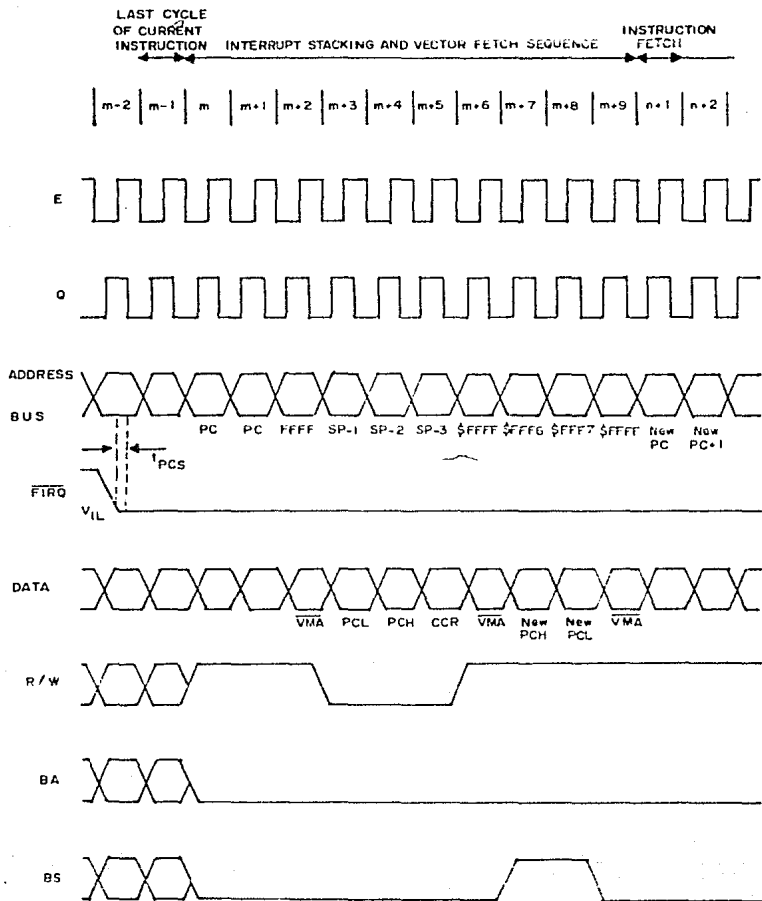 LAST CYCLE
OF CURRENT
INSTRUCTION
INTERRUPT STACKING AND VECTOR FETCH SEQUENCE
INSTRUCTION
FETCH
m-2 m-1 m m+1 m+2 m+3 m+4 m+5 m+6 m+7 m+8 m+9 n+1 n+2
E
Q
ADDRESS
BUS
PC PC FFFF SP-1 SP-2 SP-3 $FFFF $FFF6 $FFF7 $FFFF New PC New PC+1
tPCS
FIRQ
VIL
DATA
VMA PCL PCH CCR VMA New PCH New PCL VMA
R/W
BA
BS